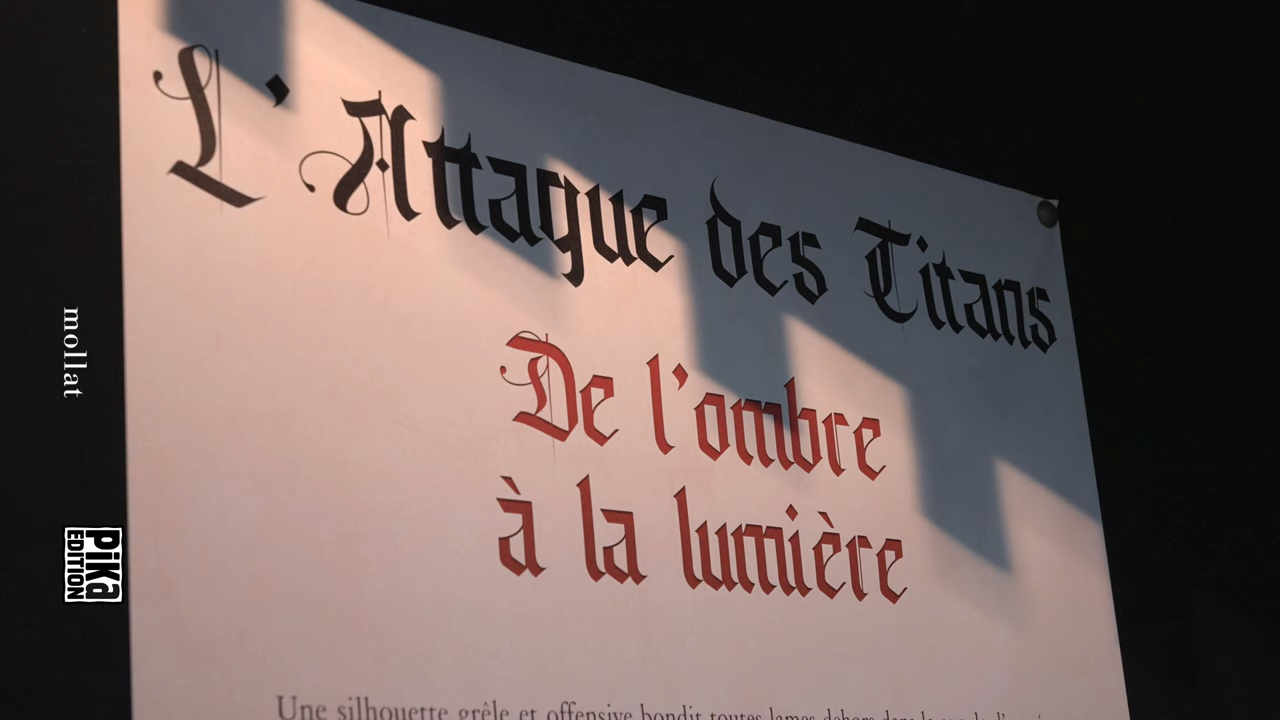 L'Attaque des Titans
De l'ombre
à la lumière
Une silhouette grêle et offensive bondit toutes lames dehors dans
mollat
Pika
EDITION